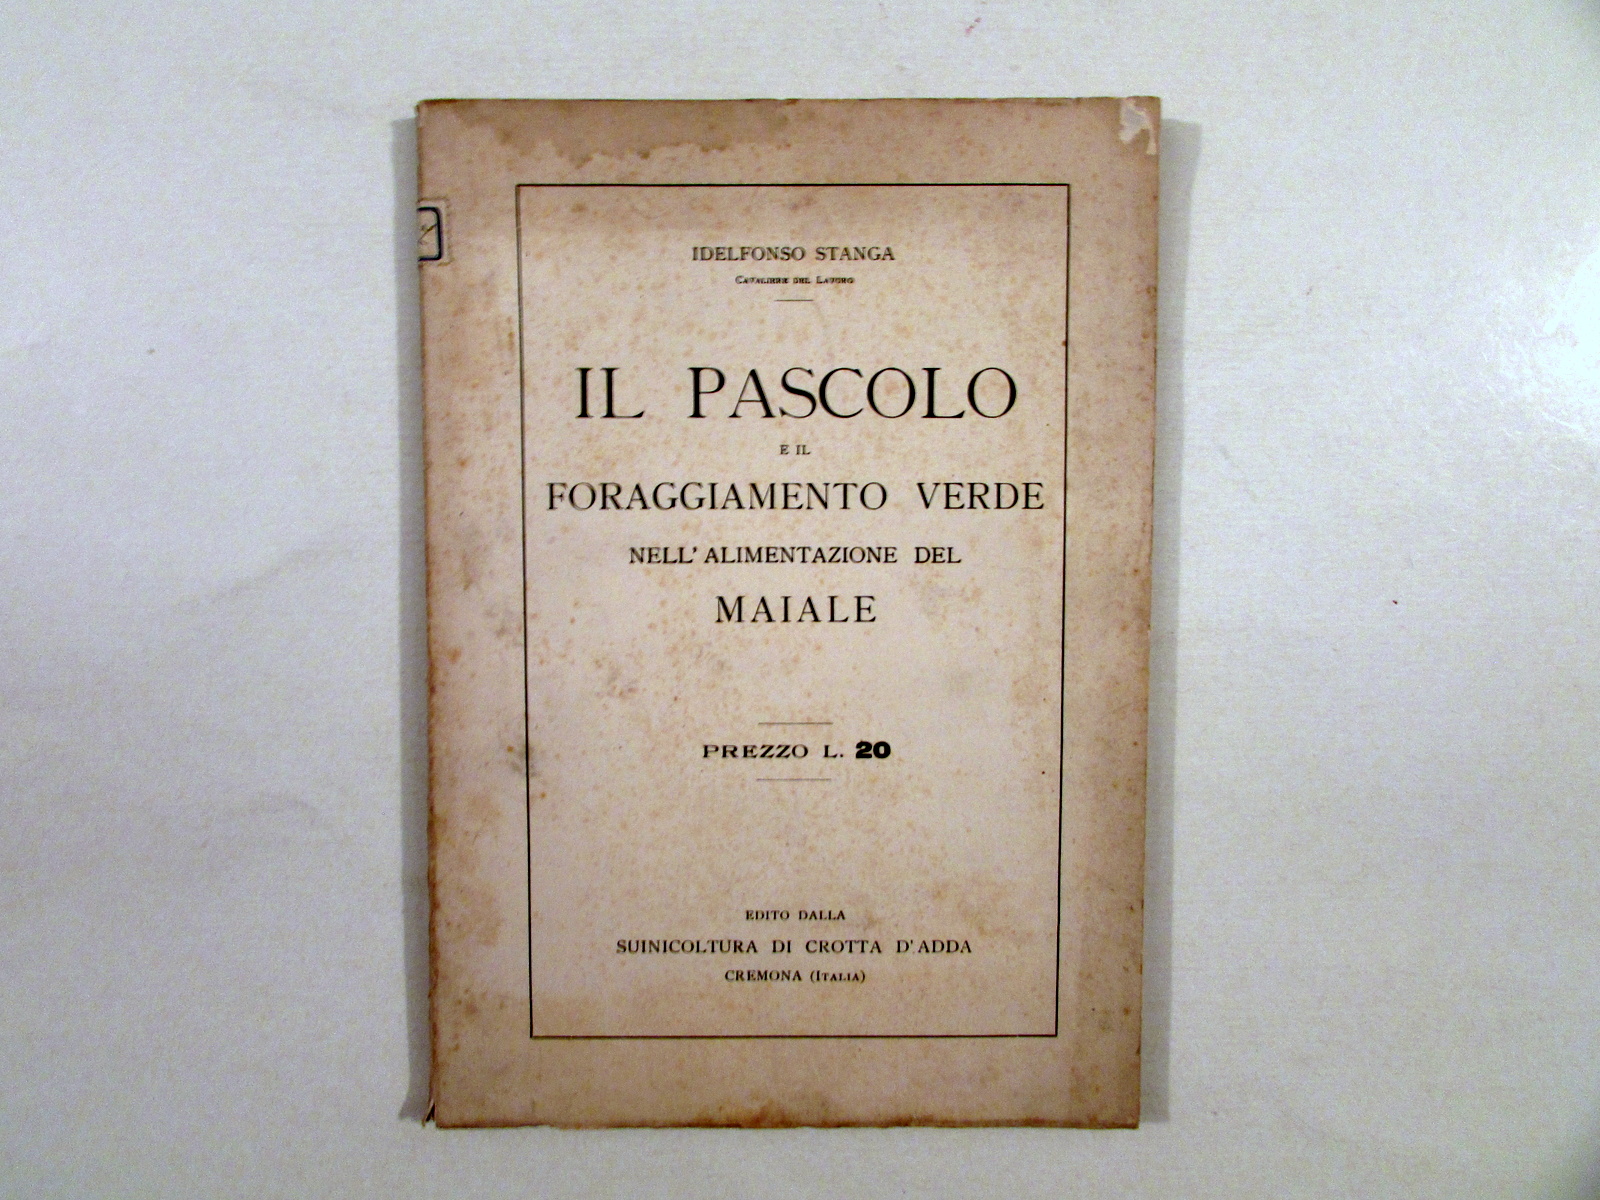 IDELFONSO STANGA
CAVALIERE DEL LAVORO
IL PASCOLO
E IL
FORAGGIAMENTO VERDE
NELL' ALIMENTAZIONE DEL
MAIALE
PREZZO L. 20
EDITO DALLA
SUINICOLTURA DI CROTTA D'ADDA
CREMONA (ITALIA)